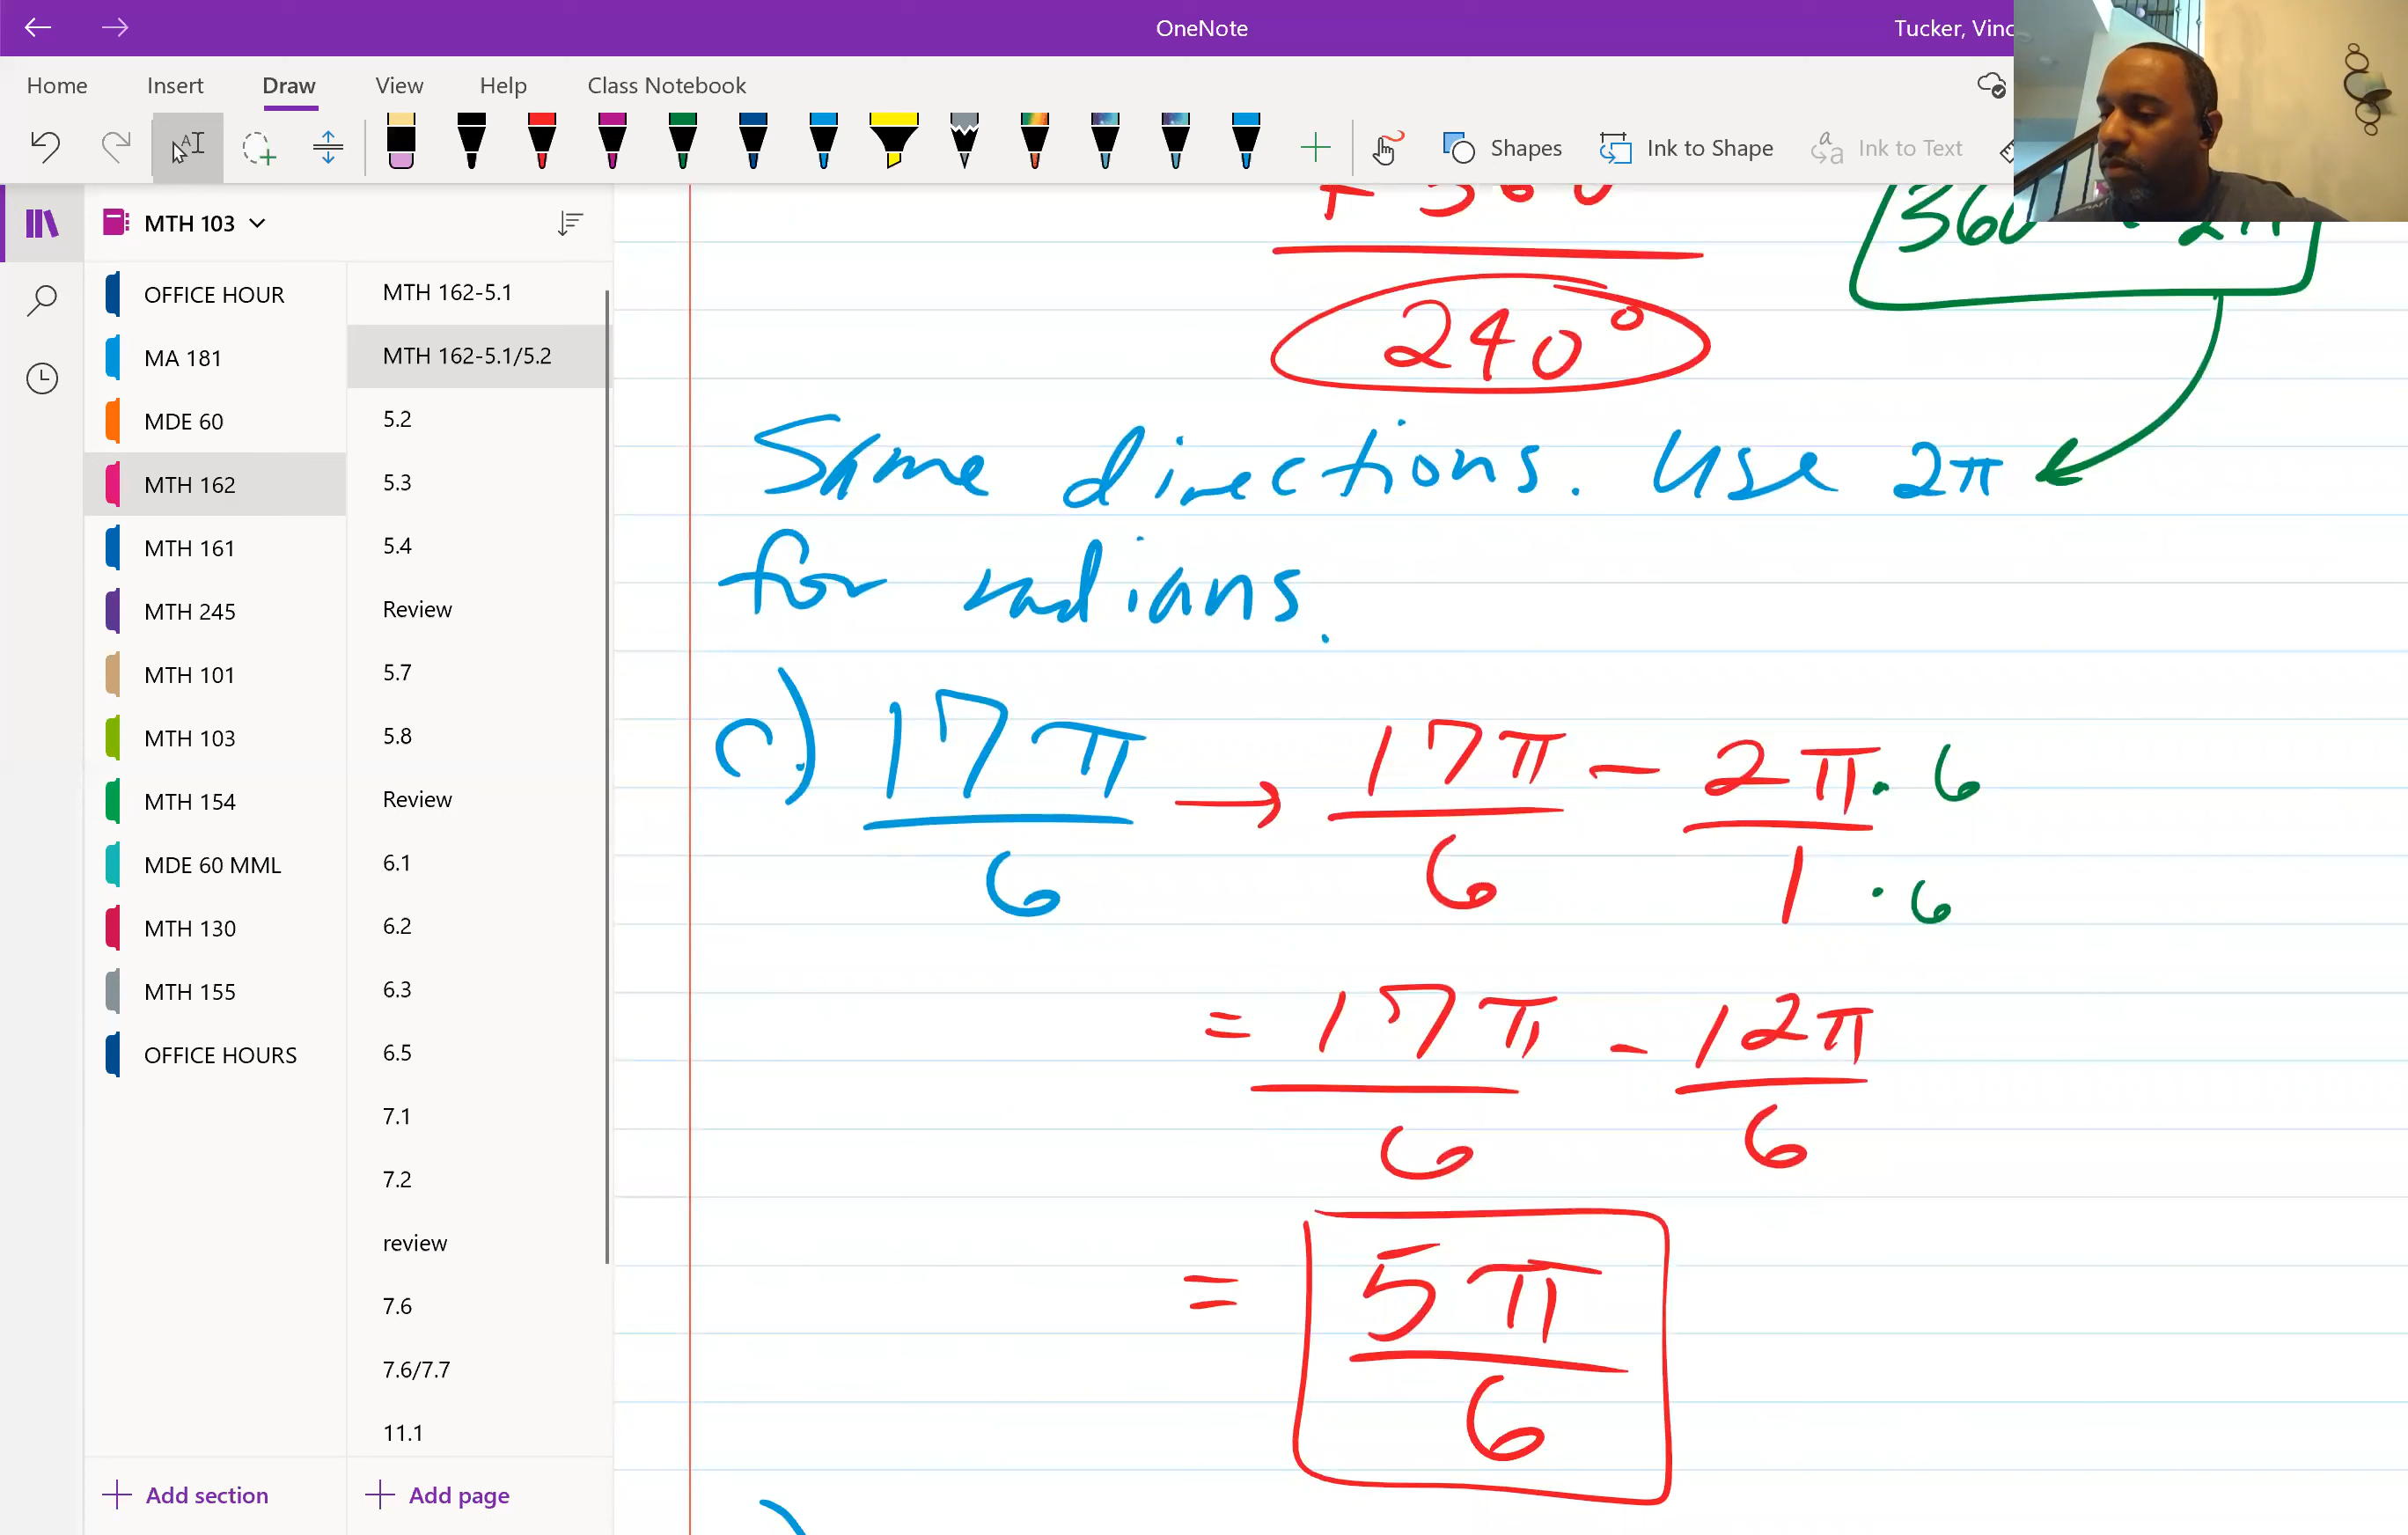 OneNote
Tucker, Vinc
Home Insert Draw View Help Class Notebook
Shapes Ink to Shape Ink to Text
MTH 103
OFFICE HOUR
MA 181
MDE 60
MTH 162
MTH 161
MTH 245
MTH 101
MTH 103
MTH 154
MDE 60 MML
MTH 130
MTH 155
OFFICE HOURS
Add section
MTH 162-5.1
MTH 162-5.1/5.2
5.2
5.3
5.4
Review
5.7
5.8
Review
6.1
6.2
6.3
6.5
7.1
7.2
review
7.6
7.6/7.7
11.1
Add page
+ 360
240°
Same directions. Use 2π
for radians.
c) 17π/6 → 17π/6 - 2π/1 · 6/· 6
= 17π/6 - 12π/6
= 5π/6